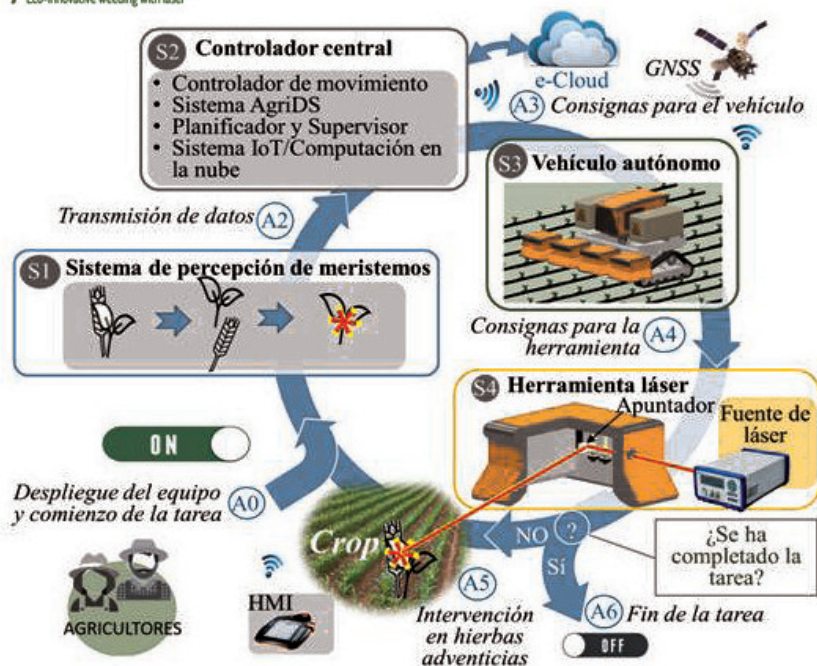 Eco-innovative weeding with laser
S2 Controlador central
• Controlador de movimiento
• Sistema AgriDS
• Planificador y Supervisor
• Sistema IoT/Computación en
la nube
e-Cloud
GNSS
A3 Consignas para el vehículo
S3 Vehículo autónomo
Transmisión de datos A2
S1 Sistema de percepción de meristemos
Consignas para la
herramienta A4
S4 Herramienta láser
Apuntador
Fuente de
láser
ON
Despliegue del equipo
y comienzo de la tarea A0
Crop
NO ?
SÍ
¿Se ha
completado la
tarea?
AGRICULTORES
HMI
A5
Intervención
en hierbas
adventicias
A6 Fin de la tarea
OFF